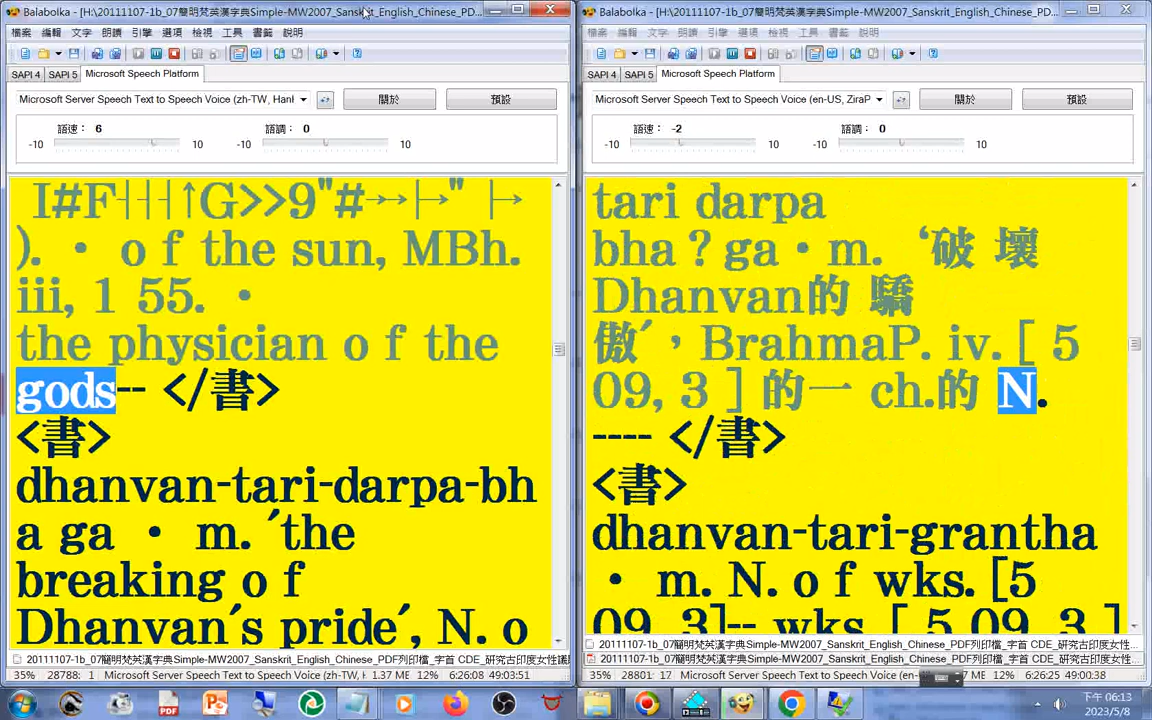 Balabolka - [H:\20111107-1b_07簡明梵英漢字典Simple-MW2007_Sanskrit_English_Chinese_PD...
檔案 編輯 文字 朗讀 引擎 選項 檢視 工具 書籤 說明
SAPI 4 SAPI 5 Microsoft Speech Platform
Microsoft Server Speech Text to Speech Voice (zh-TW, Hanl
關於
預設
語速： 6 語調： 0
-10 10 -10 10
I#F┤┤┤↑G>>9"#→→├→" ├→
). • o f the sun, MBh.
iii, 1 55. •
the physician o f the
gods-- </書>
<書>
dhanvan-tari-darpa-bh
a ga • m. ´the
breaking o f
Dhanvan´s pride´, N. o
20111107-1b_07簡明梵英漢字典Simple-MW2007_Sanskrit_English_Chinese_PDF列印檔_字首 CDE_研究古印度女性議
35% 28788: 1 Microsoft Server Speech Text to Speech Voice (zh-TW, H 1.37 ME 12% 6:26:08 49:03:51
Balabolka - [H:\20111107-1b_07簡明梵英漢字典Simple-MW2007_Sanskrit_English_Chinese_PD...
檔案 編輯 文字 朗讀 引擎 選項 檢視 工具 書籤 說明
SAPI 4 SAPI 5 Microsoft Speech Platform
Microsoft Server Speech Text to Speech Voice (en-US, ZiraP
關於
預設
語速： -2 語調： 0
-10 10 -10 10
tari darpa
bha？ga • m. ‘破 壞
Dhanvan的 驕
傲´，BrahmaP. iv. [ 5
09, 3 ] 的一 ch.的 N.
---- </書>
<書>
dhanvan-tari-grantha
• m. N. o f wks. [5
09, 3]-- wks. [ 5 09, 3 ]
20111107-1b_07簡明梵英漢字典Simple-MW2007_Sanskrit_English_Chinese_PDF列印檔_字首 CDE_研究古印度女性
20111107-1b_07簡明梵英漢字典Simple-MW2007_Sanskrit_English_Chinese_PDF列印檔_字首 CDE_研究古印度女性...
35% 28801: 17 Microsoft Server Speech Text to Speech V ME 12% 6:26:25 49:00:38
PDF
下午 06:13
2023/5/8